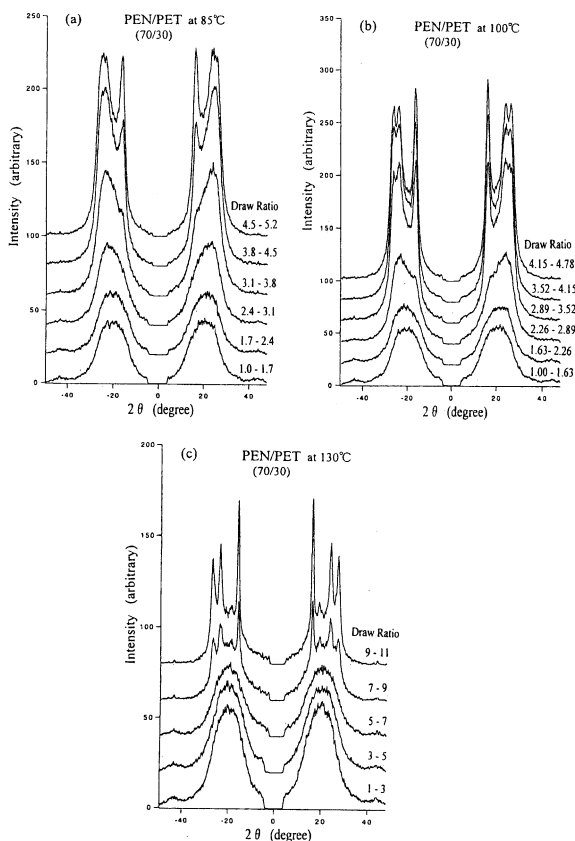 (a) PEN/PET at 85℃
(70/30)
250
200
150
100
50
0
Intensity (arbitrary)
Draw Ratio
4.5 - 5.2
3.8 - 4.5
3.1 - 3.8
2.4 - 3.1
1.7 - 2.4
1.0 - 1.7
-40 -20 0 20 40
2 θ (degree)
(b) PEN/PET at 100℃
(70/30)
350
300
250
200
150
100
50
0
Intensity (arbitrary)
Draw Ratio
4.15 - 4.78
3.52 - 4.15
2.89 - 3.52
2.26 - 2.89
1.63- 2.26
1.00 - 1.63
-40 -20 0 20 40
2 θ (degree)
(c) PEN/PET at 130℃
(70/30)
200
150
100
50
0
Intensity (arbitrary)
Draw Ratio
9 - 11
7 - 9
5 - 7
3 - 5
1 - 3
-40 -20 0 20 40
2 θ (degree)